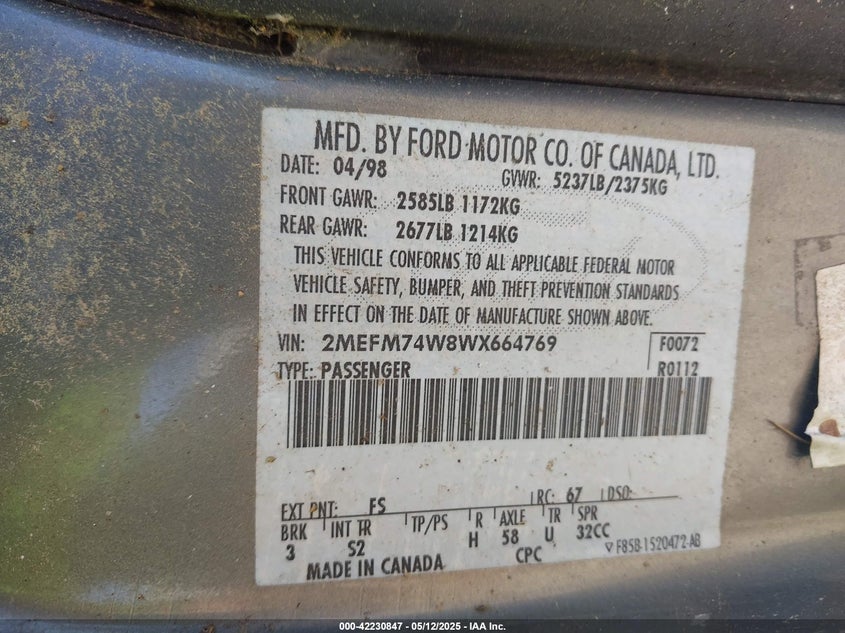 MFD. BY FORD MOTOR CO. OF CANADA, LTD.
DATE: 04/98 GVWR: 5237LB/2375KG
FRONT GAWR: 2585LB 1172KG
REAR GAWR: 2677LB 1214KG
THIS VEHICLE CONFORMS TO ALL APPLICABLE FEDERAL MOTOR
VEHICLE SAFETY, BUMPER, AND THEFT PREVENTION STANDARDS
IN EFFECT ON THE DATE OF MANUFACTURE SHOWN ABOVE.
VIN: 2MEFM74W8WX664769 F0072
TYPE: PASSENGER R0112
EXT PNT: FS RC: 67 DSO:
BRK INT TR TP/PS R AXLE TR SPR
3 S2 H 58 U 32CC
MADE IN CANADA CPC F85B-1520472-AB
000-42230847 - 05/12/2025 - IAA Inc.